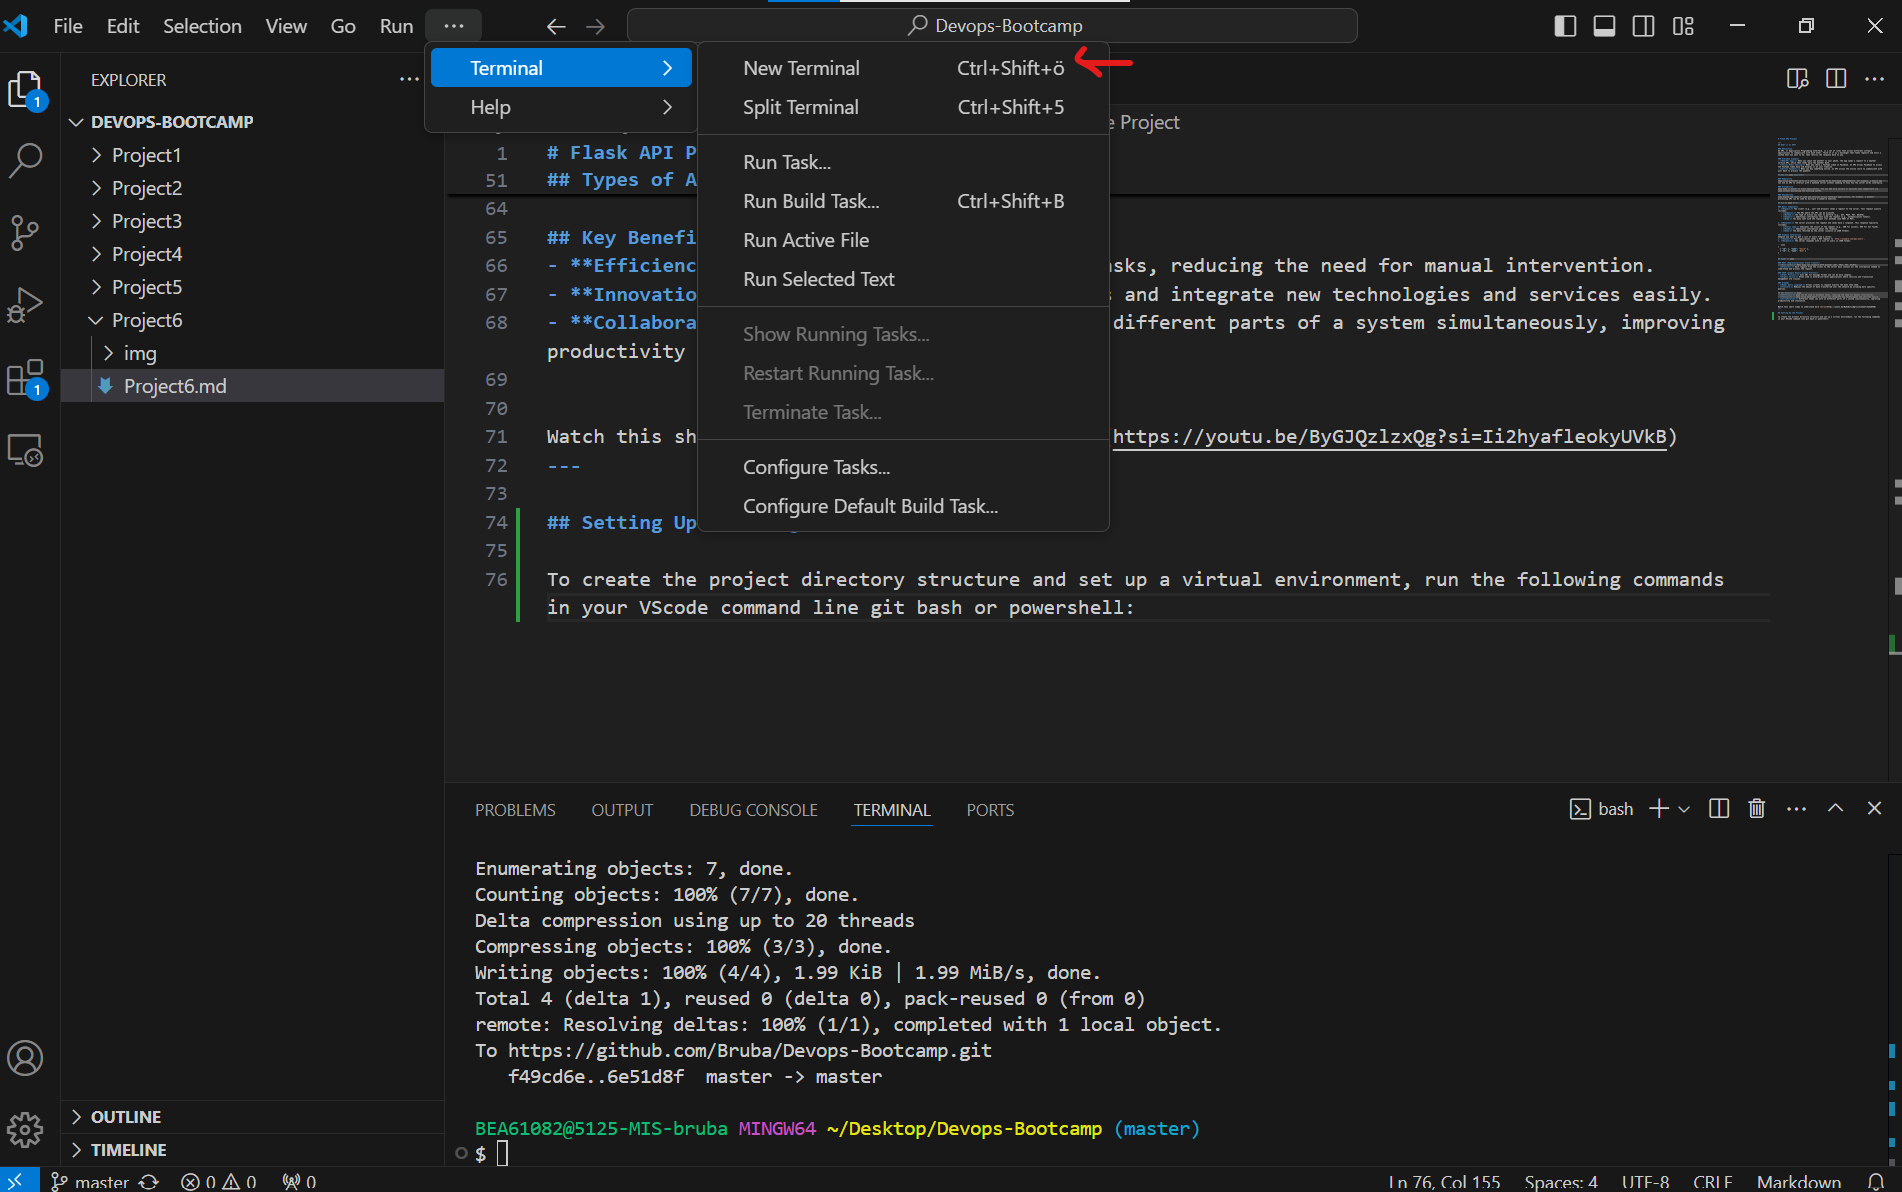 File Edit Selection View Go Run ··· Devops-Bootcamp
EXPLORER
DEVOPS-BOOTCAMP
Project1
Project2
Project3
Project4
Project5
Project6
img
Project6.md
OUTLINE
TIMELINE
1
1
Terminal
Help
New Terminal Ctrl+Shift+ö
Split Terminal Ctrl+Shift+5
Run Task...
Run Build Task... Ctrl+Shift+B
Run Active File
Run Selected Text
Show Running Tasks...
Restart Running Task...
Terminate Task...
Configure Tasks...
Configure Default Build Task...
e Project
1 # Flask API P
51 ## Types of A
64
65 ## Key Benefi
66 - **Efficienc sks, reducing the need for manual intervention.
67 - **Innovatio and integrate new technologies and services easily.
68 - **Collabora different parts of a system simultaneously, improving
productivity
69
70
71 Watch this sh https://youtu.be/ByGJQzlzxQg?si=Ii2hyafleokyUVkB)
72 ---
73
74 ## Setting Up
75
76 To create the project directory structure and set up a virtual environment, run the following commands
in your VScode command line git bash or powershell:
PROBLEMS OUTPUT DEBUG CONSOLE TERMINAL PORTS bash
Enumerating objects: 7, done.
Counting objects: 100% (7/7), done.
Delta compression using up to 20 threads
Compressing objects: 100% (3/3), done.
Writing objects: 100% (4/4), 1.99 KiB | 1.99 MiB/s, done.
Total 4 (delta 1), reused 0 (delta 0), pack-reused 0 (from 0)
remote: Resolving deltas: 100% (1/1), completed with 1 local object.
To https://github.com/Bruba/Devops-Bootcamp.git
f49cd6e..6e51d8f master -> master
BEA61082@5125-MIS-bruba MINGW64 ~/Desktop/Devops-Bootcamp (master)
$
master 0 0 0 Ln 76, Col 155 Spaces: 4 UTF-8 CRLF Markdown